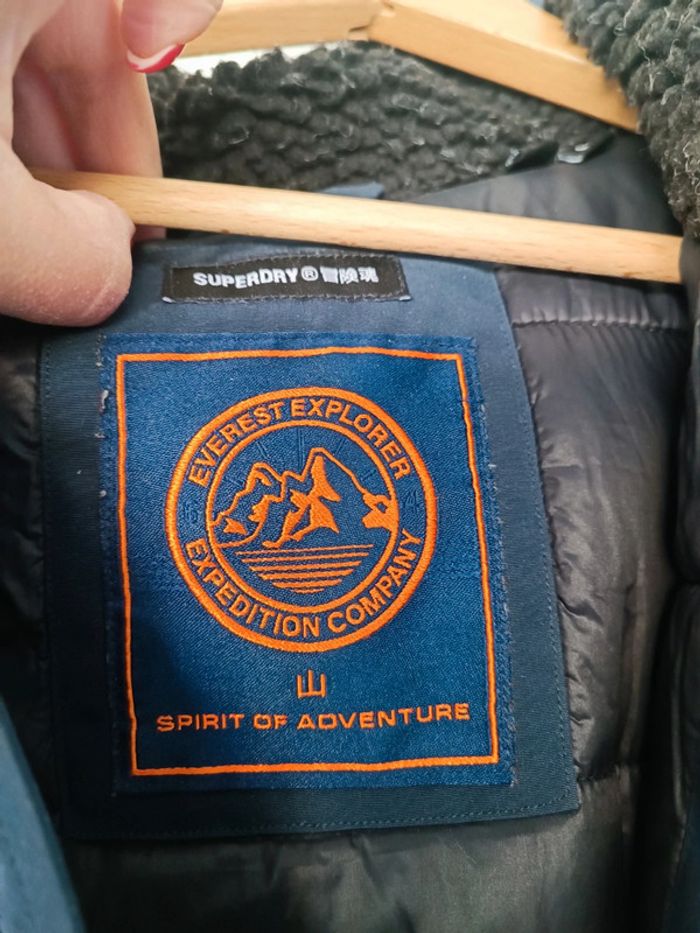 SUPERDRY® 冒険魂
EVEREST EXPLORER
EXPEDITION COMPANY
山
SPIRIT OF ADVENTURE